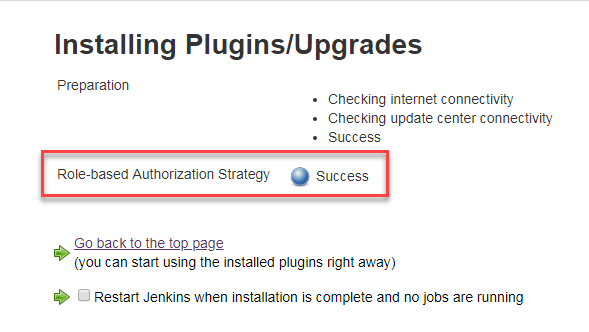 Installing Plugins/Upgrades
Preparation
Checking internet connectivity
Checking update center connectivity
Success
Role-based Authorization Strategy Success
Go back to the top page
(you can start using the installed plugins right away)
Restart Jenkins when installation is complete and no jobs are running